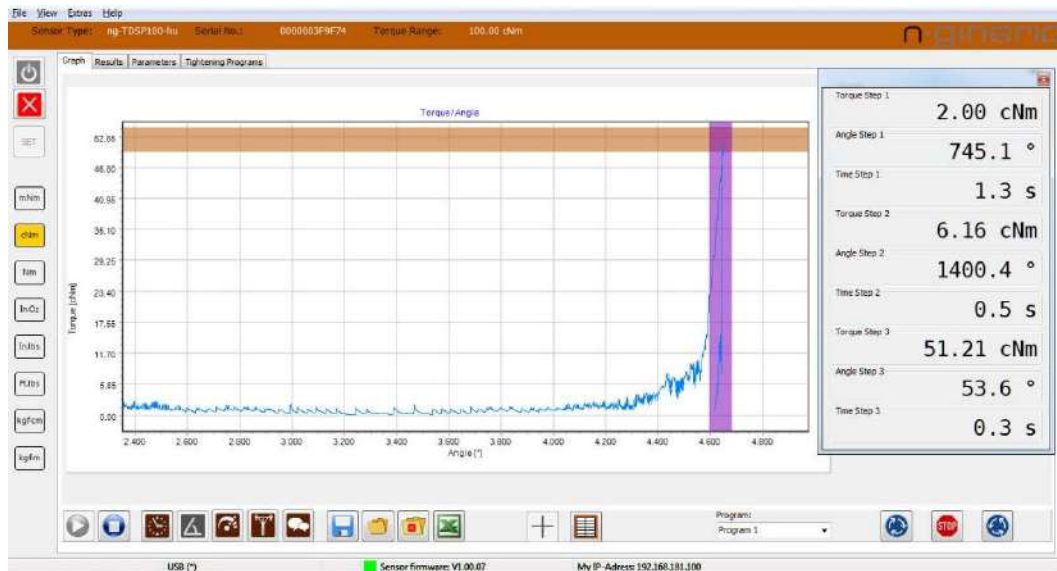 File View Extras Help
Sensor Type: ng-TDSP100-hu Serial No.: 0000003F9F74 Torque Range: 100.00 cNm
n-gineric
Graph Results Parameters Tightening Programs
SET
mNm
cNm
Nm
In.Oz
In.lbs
Ft.lbs
kgfcm
kgfm
Torque/Angle
Torque [cNm]
52.65
46.80
40.95
35.10
29.25
23.40
17.55
11.70
5.85
0.00
2.400 2.600 2.800 3.000 3.200 3.400 3.600 3.800 4.000 4.200 4.400 4.600 4.800
Angle [°]
Torque Step 1
2.00 cNm
Angle Step 1
745.1 °
Time Step 1
1.3 s
Torque Step 2
6.16 cNm
Angle Step 2
1400.4 °
Time Step 2
0.5 s
Torque Step 3
51.21 cNm
Angle Step 3
53.6 °
Time Step 3
0.3 s
Program:
Program 1
STOP
USB (*) Sensor firmware: V1.00.07 My IP-Adress: 192.168.181.100